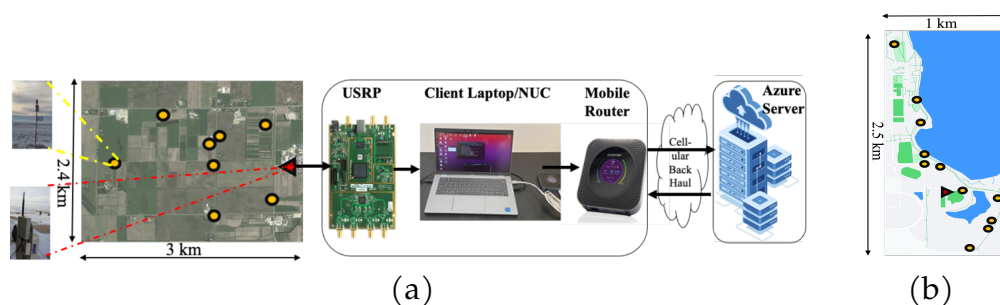 1 km
USRP
Client Laptop/NUC
Mobile
Router
Azure
Server
2.4 km
Cell-
ular
Back
Haul
2.5 km
3 km
(a)
(b)